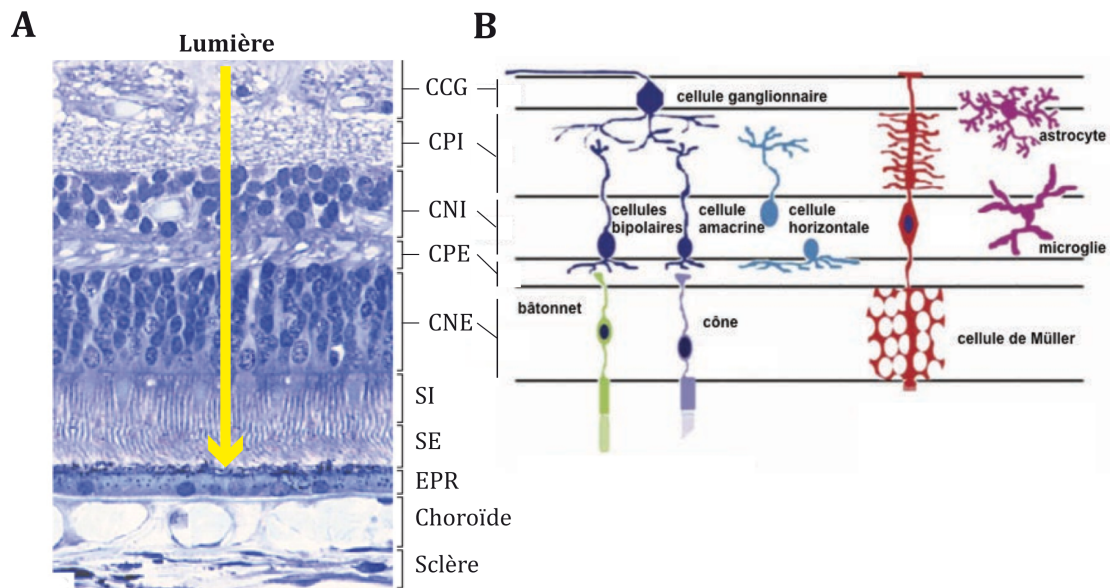 A
Lumière
CCG
CPI
CNI
CPE
CNE
SI
SE
EPR
Choroïde
Sclère
B
cellule ganglionnaire
astrocyte
cellules
bipolaires
cellule
amacrine
cellule
horizontale
microglie
bâtonnet
cône
cellule de Müller